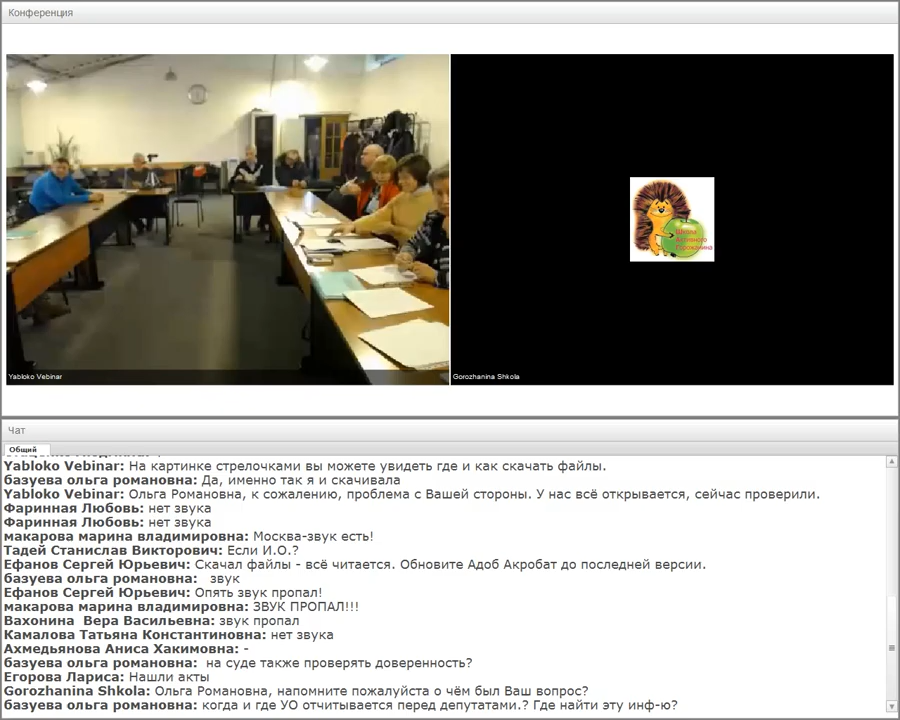 Конференция
Школа
Активного
Горожанина
Yabloko Vebinar
Gorozhanina Shkola
Чат
Общий
Yabloko Vebinar: На картинке стрелочками вы можете увидеть где и как скачать файлы.
базуева ольга романовна: Да, именно так я и скачивала
Yabloko Vebinar: Ольга Романовна, к сожалению, проблема с Вашей стороны. У нас всё открывается, сейчас проверили.
Фаринная Любовь: нет звука
Фаринная Любовь: нет звука
макарова марина владимировна: Москва-звук есть!
Тадей Станислав Викторович: Если И.О.?
Ефанов Сергей Юрьевич: Скачал файлы - всё читается. Обновите Адоб Акробат до последней версии.
базуева ольга романовна: звук
Ефанов Сергей Юрьевич: Опять звук пропал!
макарова марина владимировна: ЗВУК ПРОПАЛ!!!
Вахонина Вера Васильевна: звук пропал
Камалова Татьяна Константиновна: нет звука
Ахмедьянова Аниса Хакимовна: -
базуева ольга романовна: на суде также проверять доверенность?
Егорова Лариса: Нашли акты
Gorozhanina Shkola: Ольга Романовна, напомните пожалуйста о чём был Ваш вопрос?
базуева ольга романовна: когда и где УО отчитывается перед депутатами.? Где найти эту инф-ю?